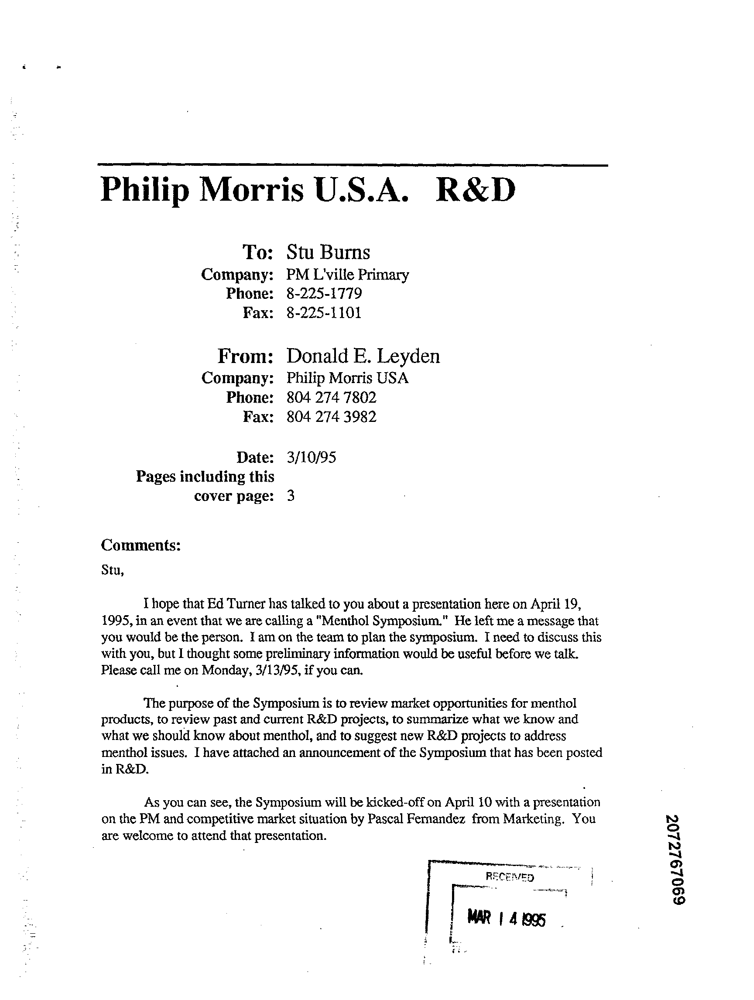 Philip Morris U.S.A. R&D
To: Stu Burns
Company: PM L'ville Primary
Phone: 8-225-1779
Fax: 8-225-1101
From: Donald E. Leyden
Company: Philip Morris USA
Phone: 804 274 7802
Fax: 804 274 3982
Date: 3/10/95
Pages including this
cover page: 3
Comments:
Stu,
I hope that Ed Turner has talked to you about a presentation here on April 19,
1995, in an event that we are calling a "Menthol Symposium." He left me a message that
you would be the person. I am on the team to plan the symposium. I need to discuss this
with you, but I thought some preliminary information would be useful before we talk.
Please call me on Monday, 3/13/95, if you can.
The purpose of the Symposium is to review market opportunities for menthol
products, to review past and current R&D projects, to summarize what we know and
what we should know about menthol, and to suggest new R&D projects to address
menthol issues. I have attached an announcement of the Symposium that has been posted
in R&D.
As you can see, the Symposium will be kicked-off on April 10 with a presentation
on the PM and competitive market situation by Pascal Fernandez from Marketing. You
are welcome to attend that presentation.
RECEIVED
MAR 14 1995
2072767069